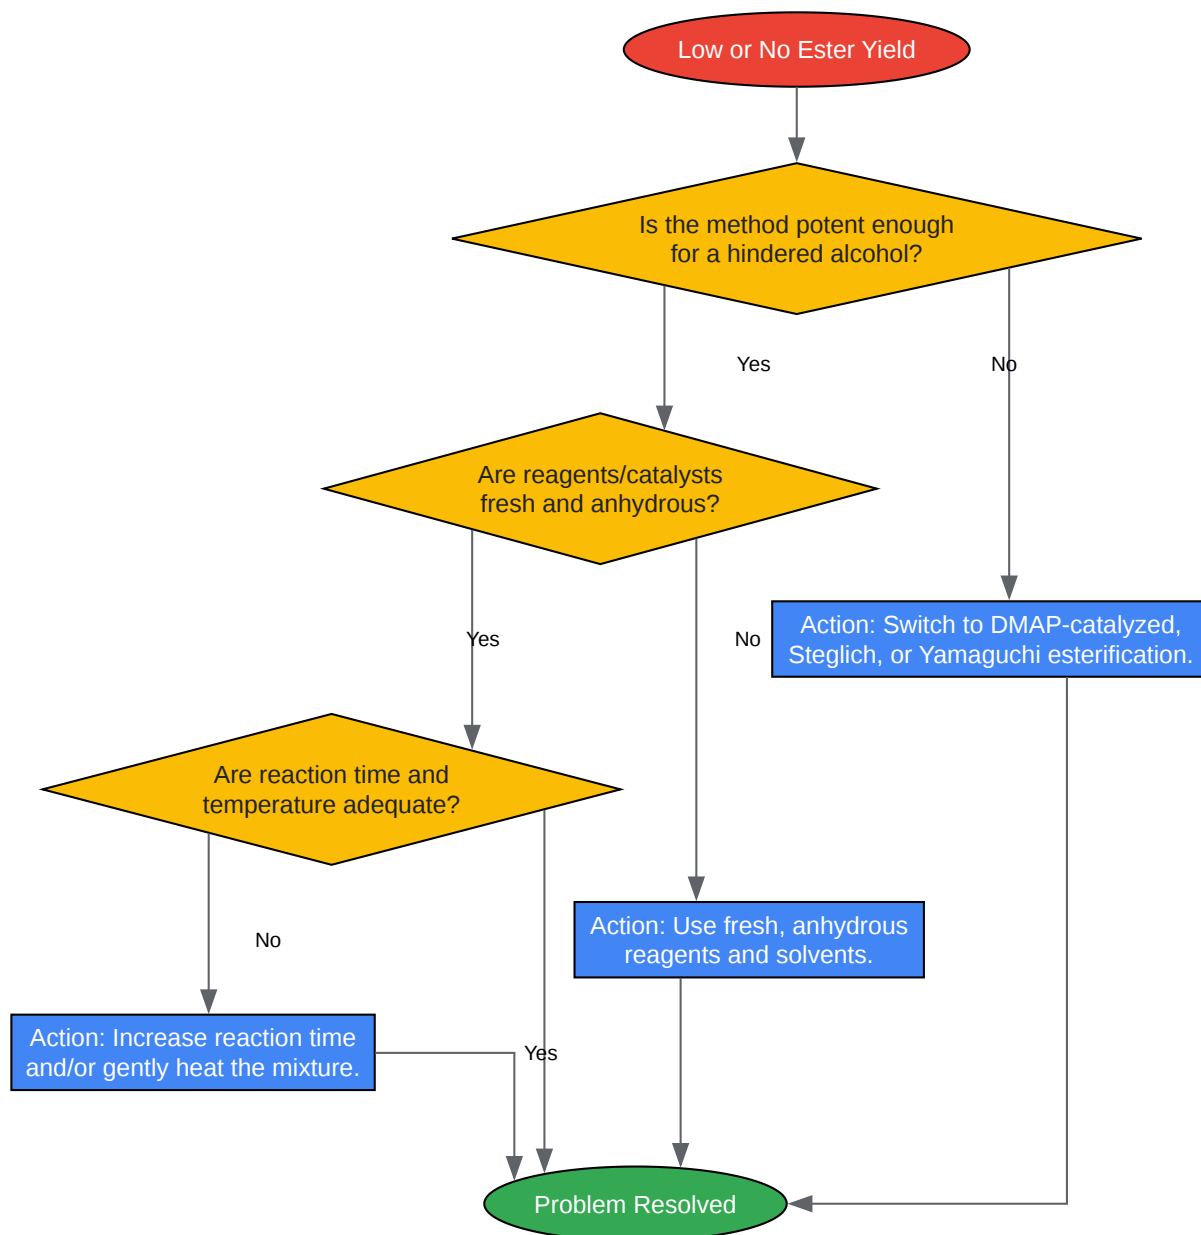 Low or No Ester Yield
Is the method potent enough
for a hindered alcohol?
Yes
No
Are reagents/catalysts
fresh and anhydrous?
Yes
No
Action: Switch to DMAP-catalyzed,
Steglich, or Yamaguchi esterification.
Are reaction time and
temperature adequate?
No
Action: Use fresh, anhydrous
reagents and solvents.
Action: Increase reaction time
and/or gently heat the mixture.
Yes
Problem Resolved